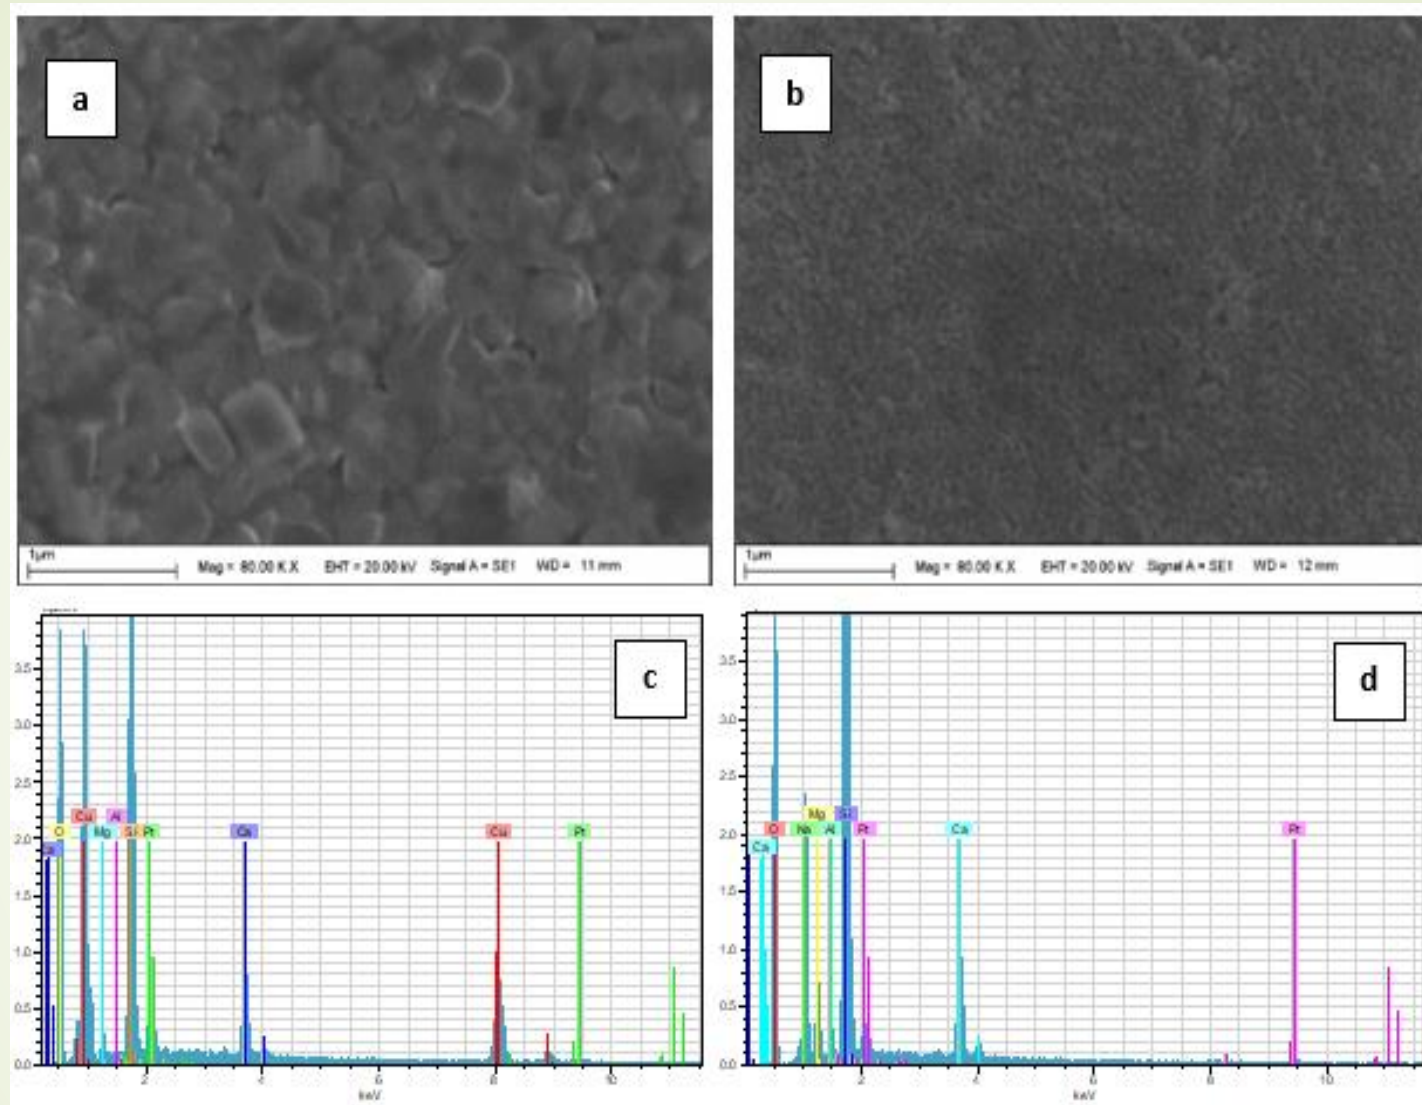 a
b
1µm
Mag = 80.00 K X EHT = 20.00 kV Signal A = SE1 WD = 11 mm
1µm
Mag = 80.00 K X EHT = 20.00 kV Signal A = SE1 WD = 12 mm
c
3.5
3.0
2.5
2.0
1.5
1.0
0.5
0.0
Cu Al
O Mg Si Pt Ca Cu Pt
Ca
2 4 6 8 10
keV
d
3.5
3.0
2.5
2.0
1.5
1.0
0.5
0.0
Mg Si
O Na Al Pt Ca Pt
Ca
2 4 6 8 10
keV